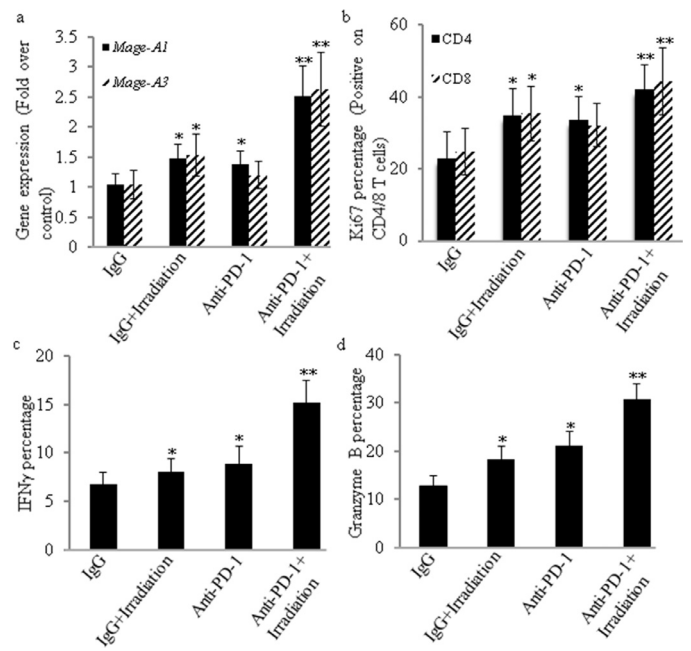 a
Gene expression (Fold over
control)
3.5
3
2.5
2
1.5
1
0.5
0
Mage-A1
Mage-A3
* *
*
** **
IgG
IgG+Irradiation
Anti-PD-1
Anti-PD-1+
Irradiation
b
Ki67 percentage (Positive on
CD4/8 T cells)
60
40
20
0
CD4
CD8
* *
*
** **
IgG
IgG+Irradiation
Anti-PD-1
Anti-PD-1+
Irradiation
c
IFNγ percentage
20
15
10
5
0
*
*
**
IgG
IgG+Irradiation
Anti-PD-1
Anti-PD-1+
Irradiation
d
Granzyme B percentage
40
30
20
10
0
*
*
**
IgG
IgG+Irradiation
Anti-PD-1
Anti-PD-1+
Irradiation